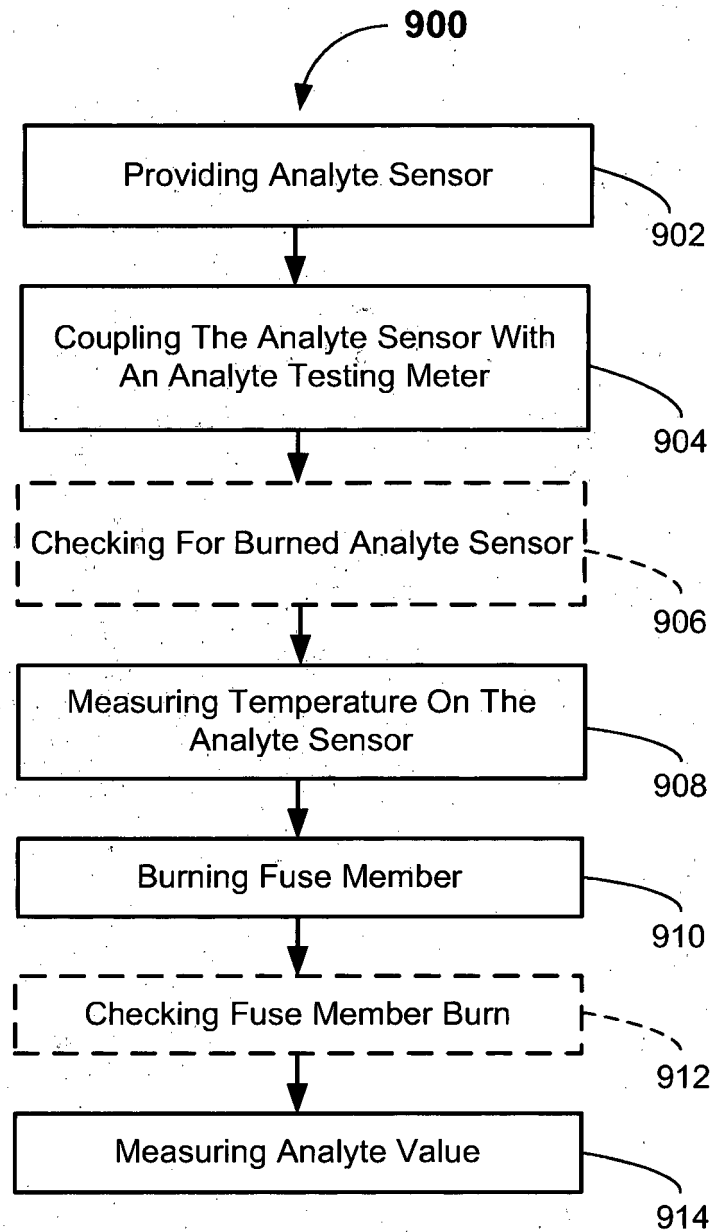 900
Providing Analyte Sensor
902
Coupling The Analyte Sensor With
An Analyte Testing Meter
904
Checking For Burned Analyte Sensor
906
Measuring Temperature On The
Analyte Sensor
908
Burning Fuse Member
910
Checking Fuse Member Burn
912
Measuring Analyte Value
914